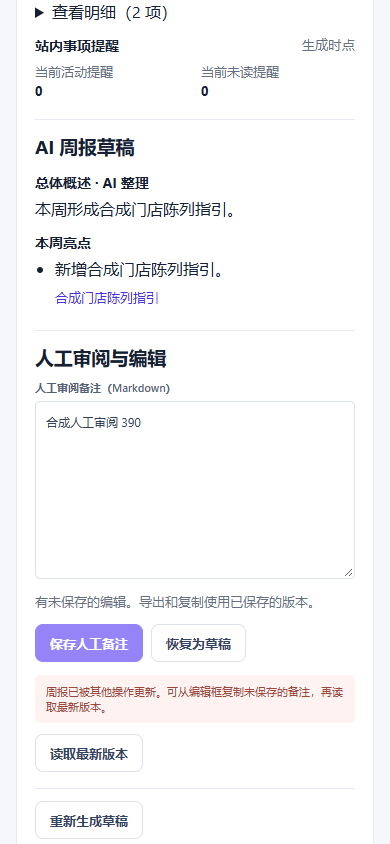 ▶ 查看明细（2 项）
站内事项提醒 生成时点
当前活动提醒 当前未读提醒
0 0
AI 周报草稿
总体概述 · AI 整理
本周形成合成门店陈列指引。
本周亮点
• 新增合成门店陈列指引。
合成门店陈列指引
人工审阅与编辑
人工审阅备注（Markdown）
合成人工审阅 390
有未保存的编辑。导出和复制使用已保存的版本。
保存人工备注 恢复为草稿
周报已被其他操作更新。可从编辑框复制未保存的备注，再读
取最新版本。
读取最新版本
重新生成草稿